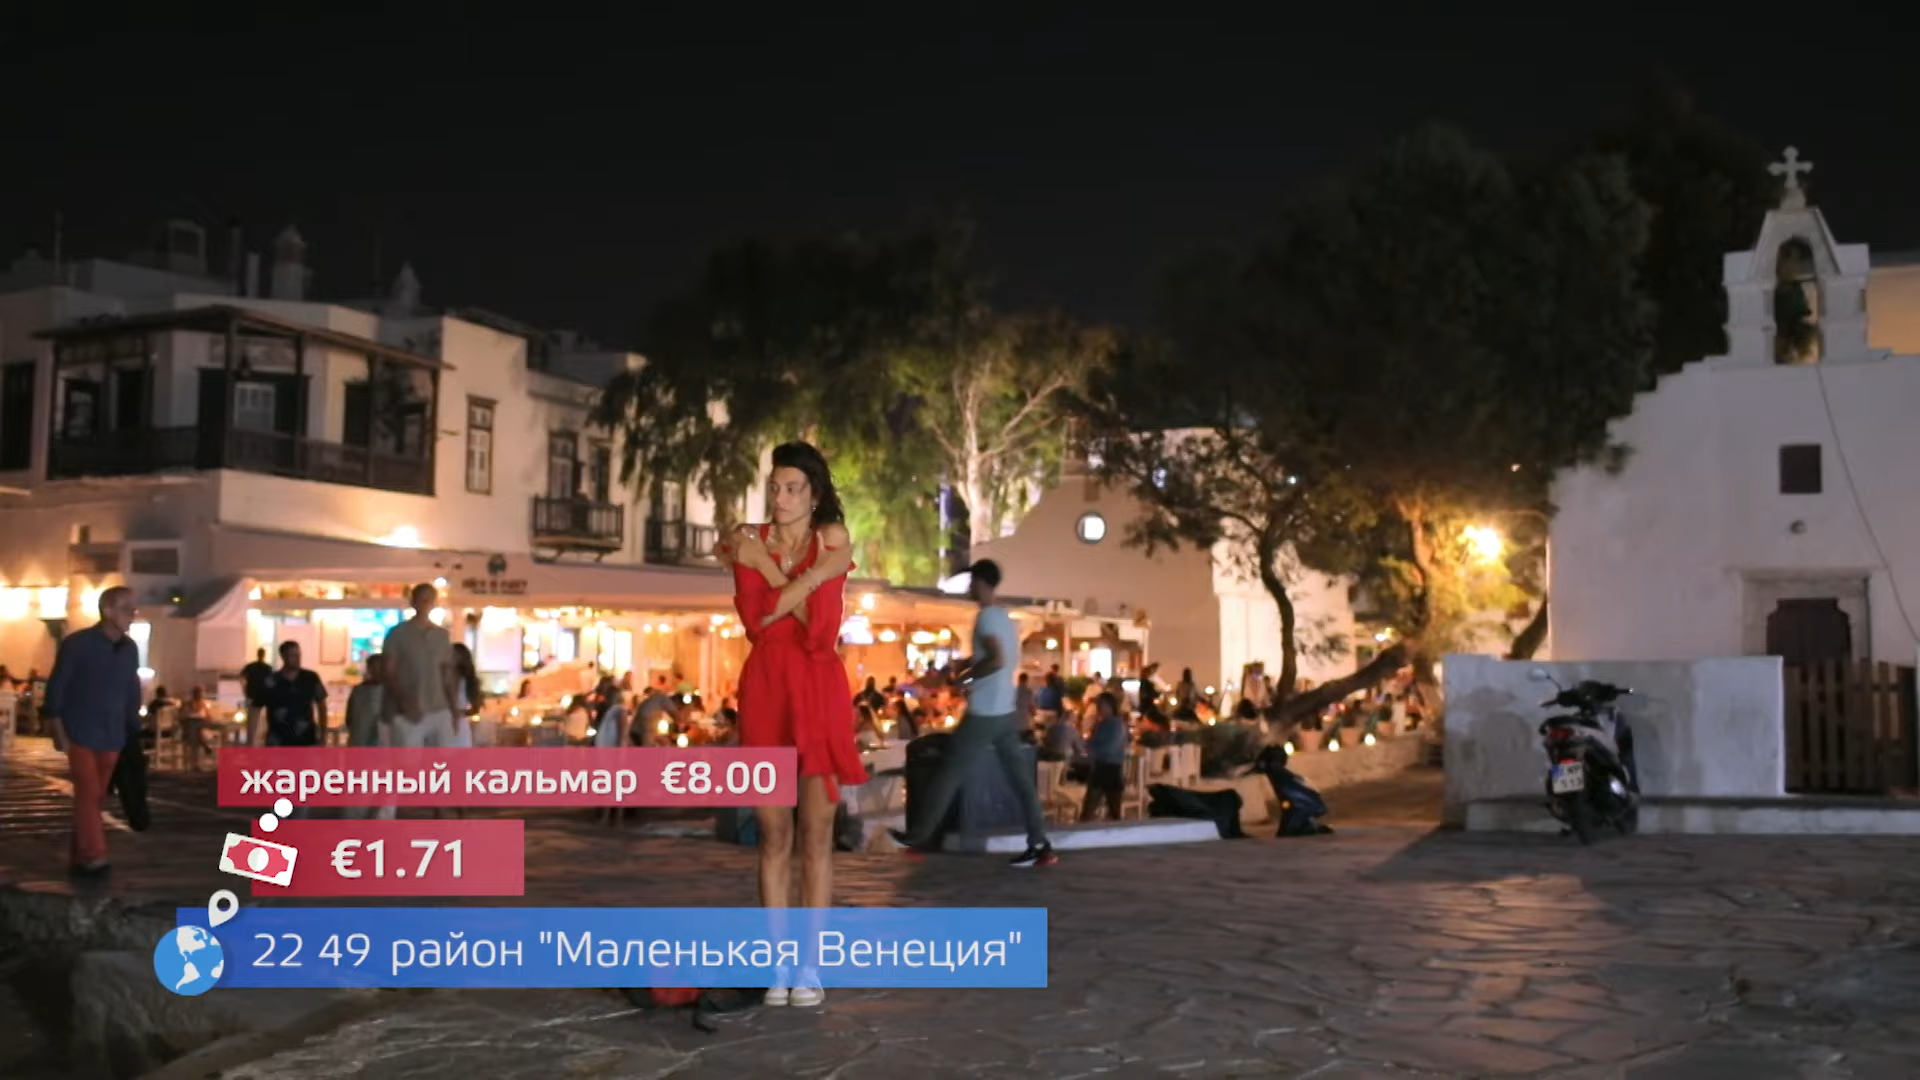 жаренный кальмар €8.00
€1.71
22 49 район "Маленькая Венеция"